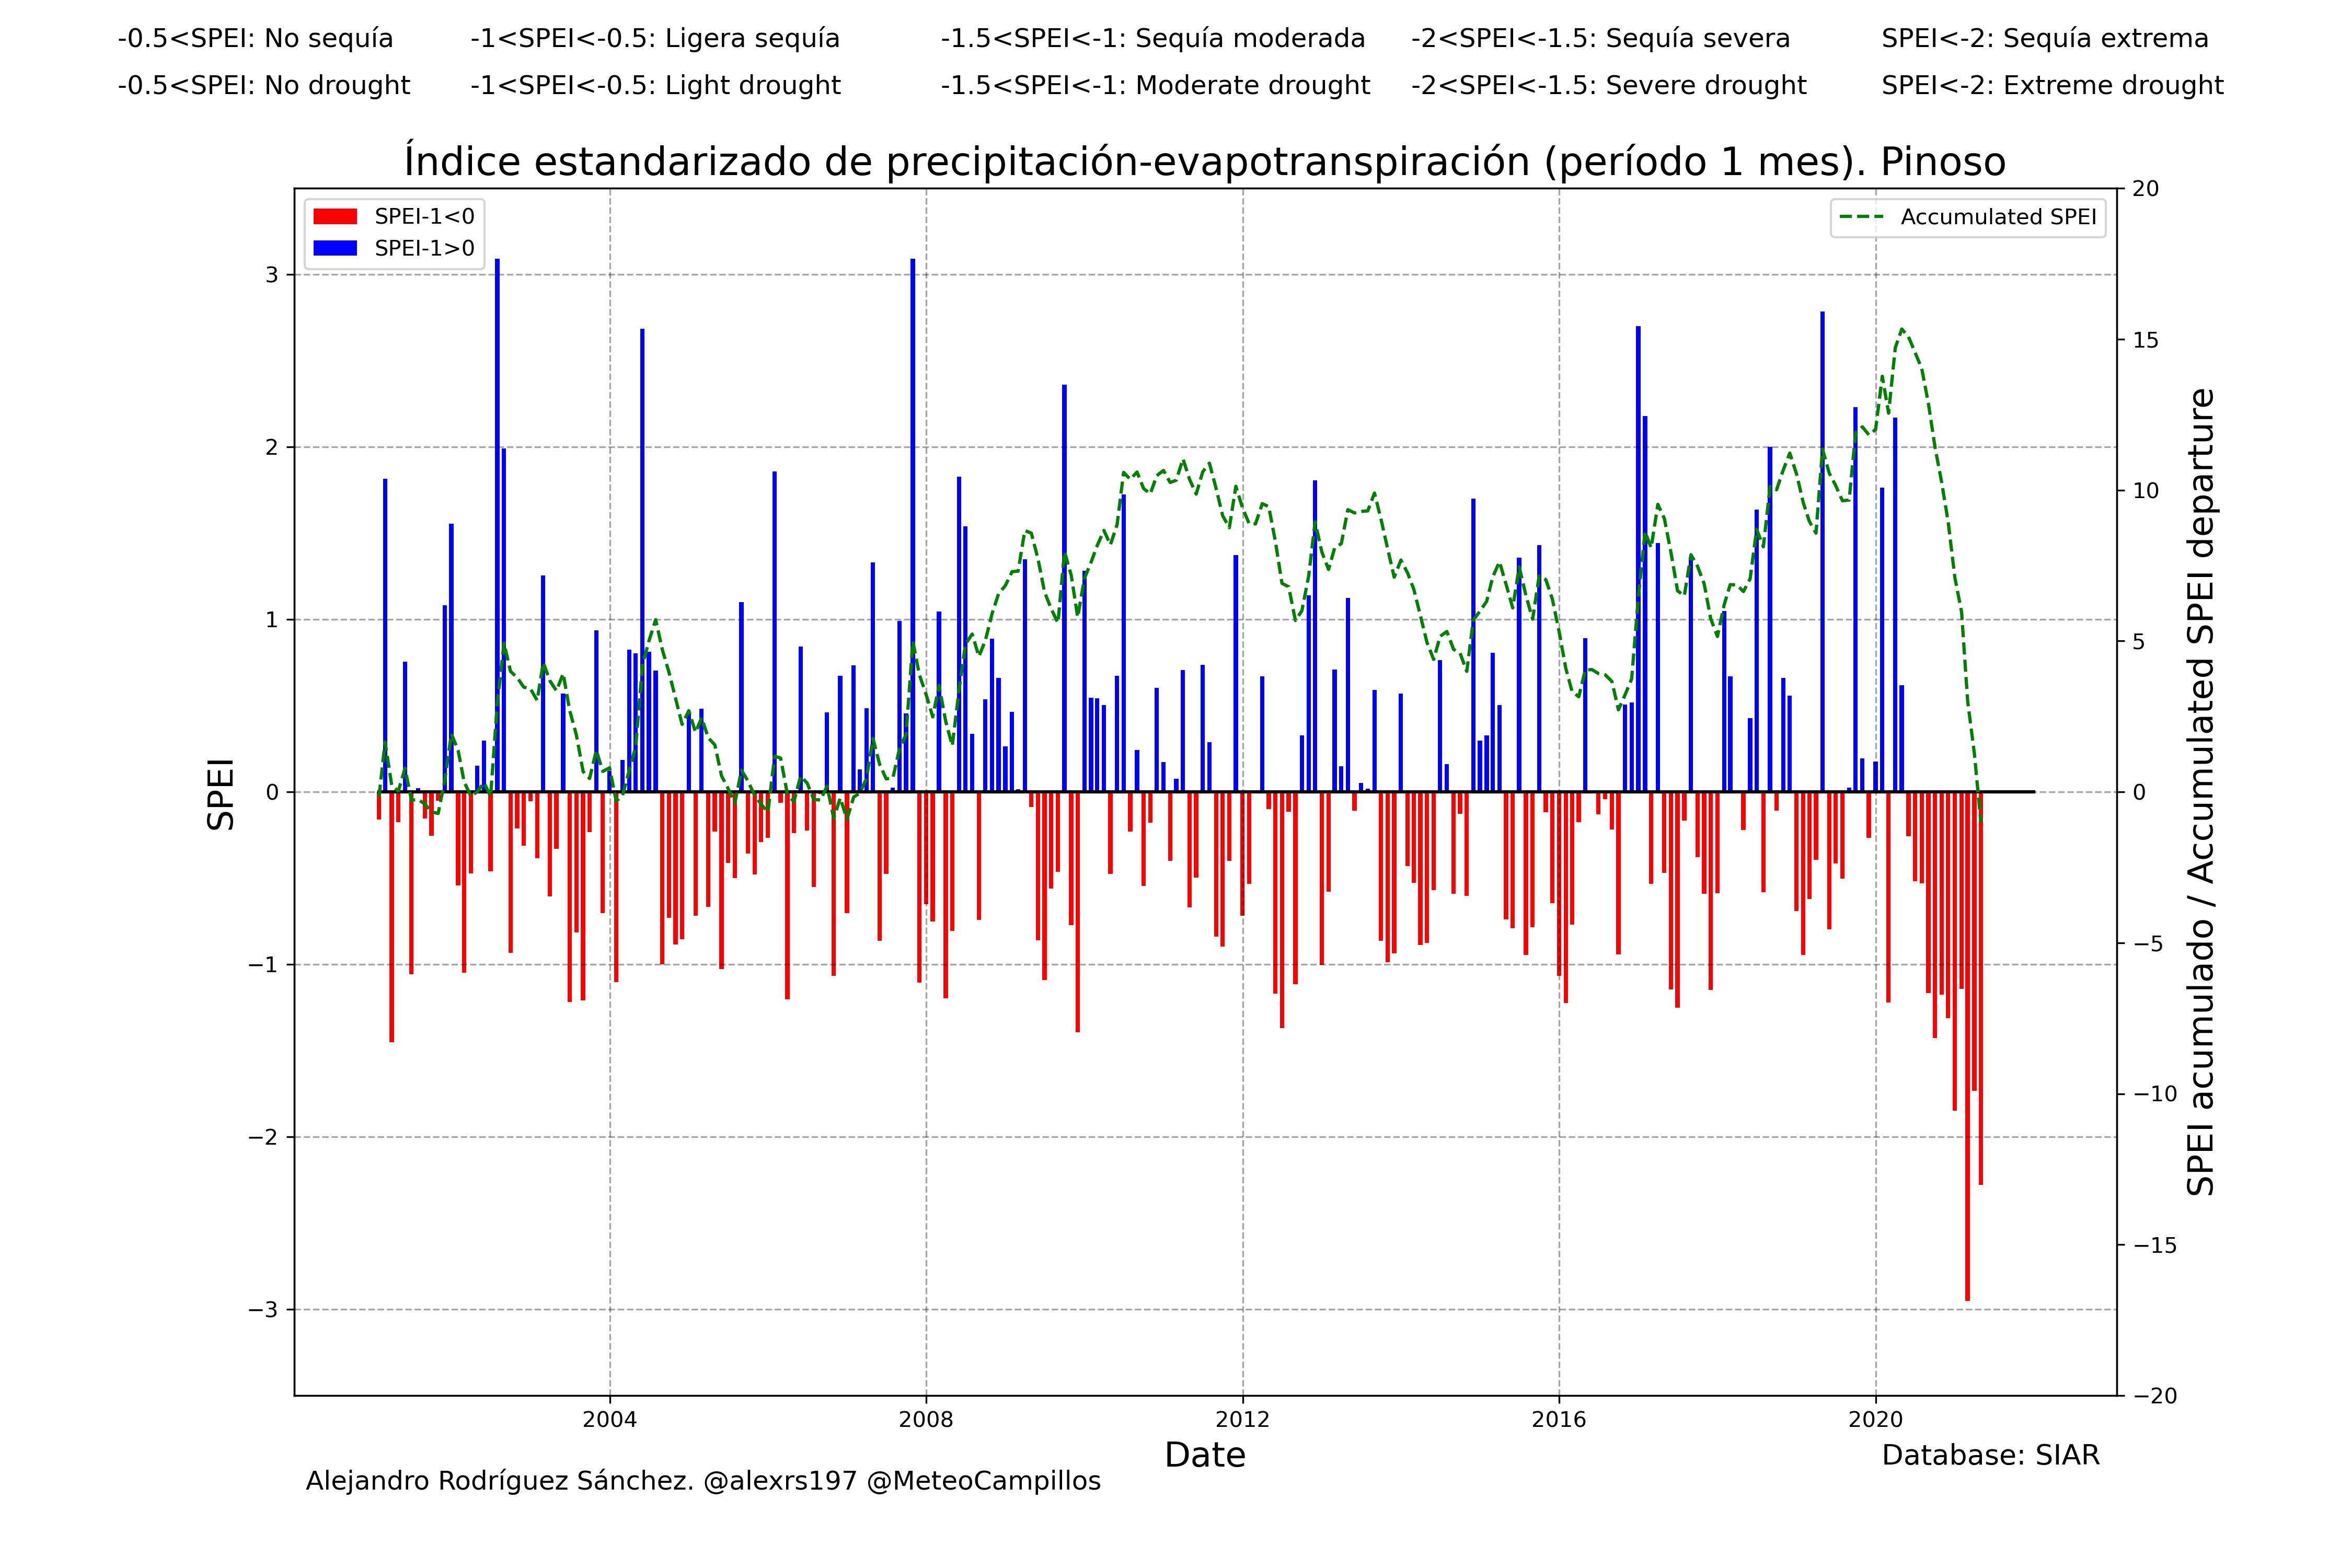 -0.5<SPEI: No sequía -1<SPEI<-0.5: Ligera sequía -1.5<SPEI<-1: Sequía moderada -2<SPEI<-1.5: Sequía severa SPEI<-2: Sequía extrema
-0.5<SPEI: No drought -1<SPEI<-0.5: Light drought -1.5<SPEI<-1: Moderate drought -2<SPEI<-1.5: Severe drought SPEI<-2: Extreme drought
Índice estandarizado de precipitación-evapotranspiración (período 1 mes). Pinoso
SPEI-1<0
SPEI-1>0
Accumulated SPEI
SPEI
3
2
1
0
−1
−2
−3
20
15
10
5
0
−5
−10
−15
−20
SPEI acumulado / Accumulated SPEI departure
2004 2008 2012 2016 2020
Date
Database: SIAR
Alejandro Rodríguez Sánchez. @alexrs197 @MeteoCampillos